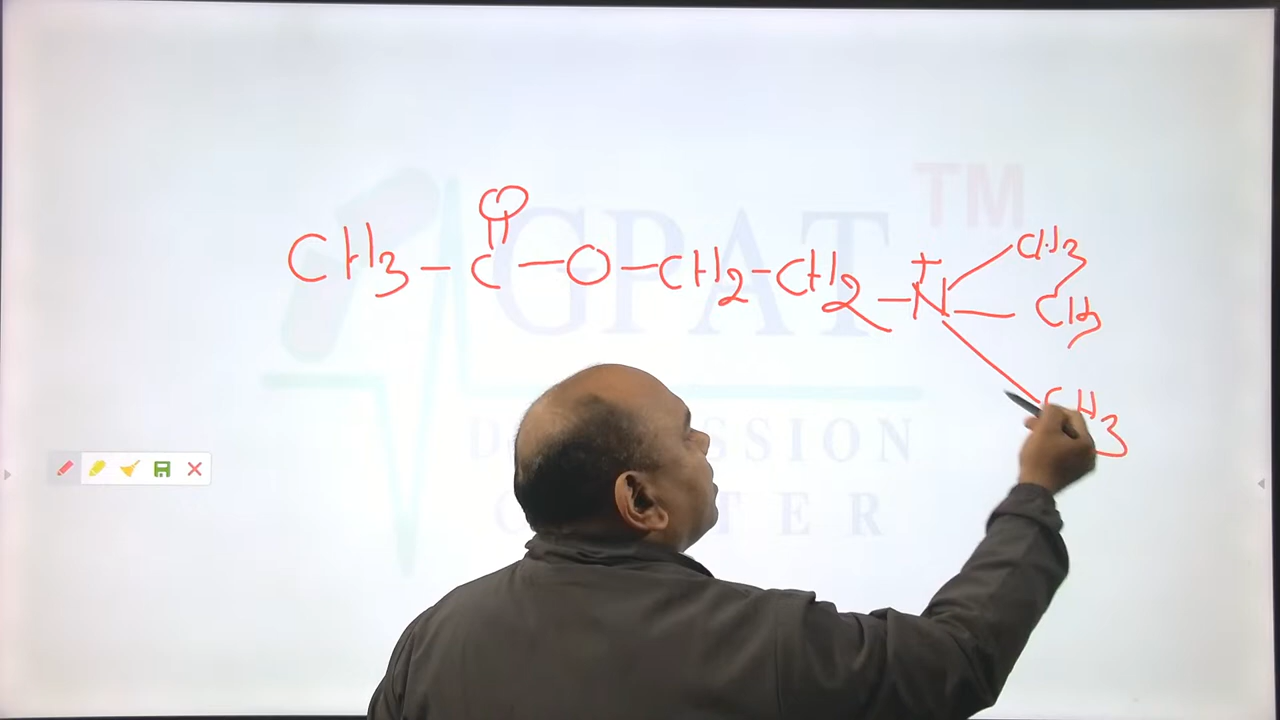 TM
GPAT
O
CH3 - C - O - CH2 - CH2 - N+ - CH3
CH3
CH3